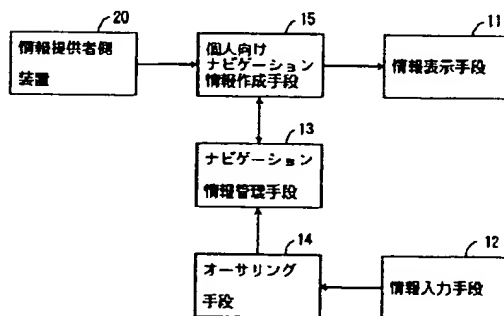 20
情報提供者側
装置
15
個人向け
ナビゲーション
情報作成手段
11
情報表示手段
13
ナビゲーション
情報管理手段
14
オーサリング
手段
12
情報入力手段